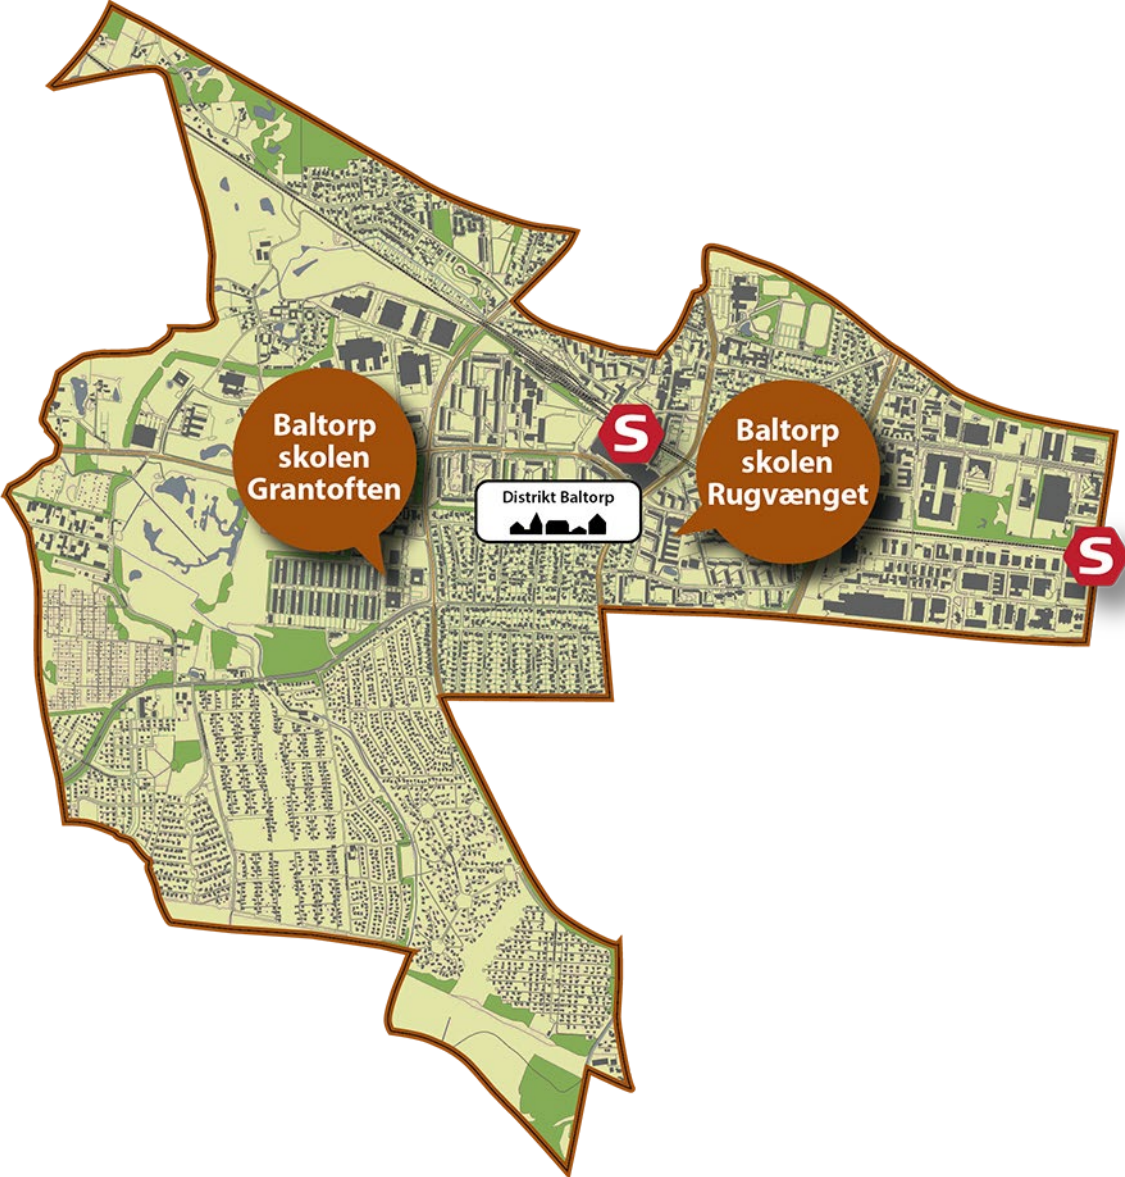 Baltorp
skolen
Grantoften
S
Baltorp
skolen
Rugvænget
Distrikt Baltorp
S